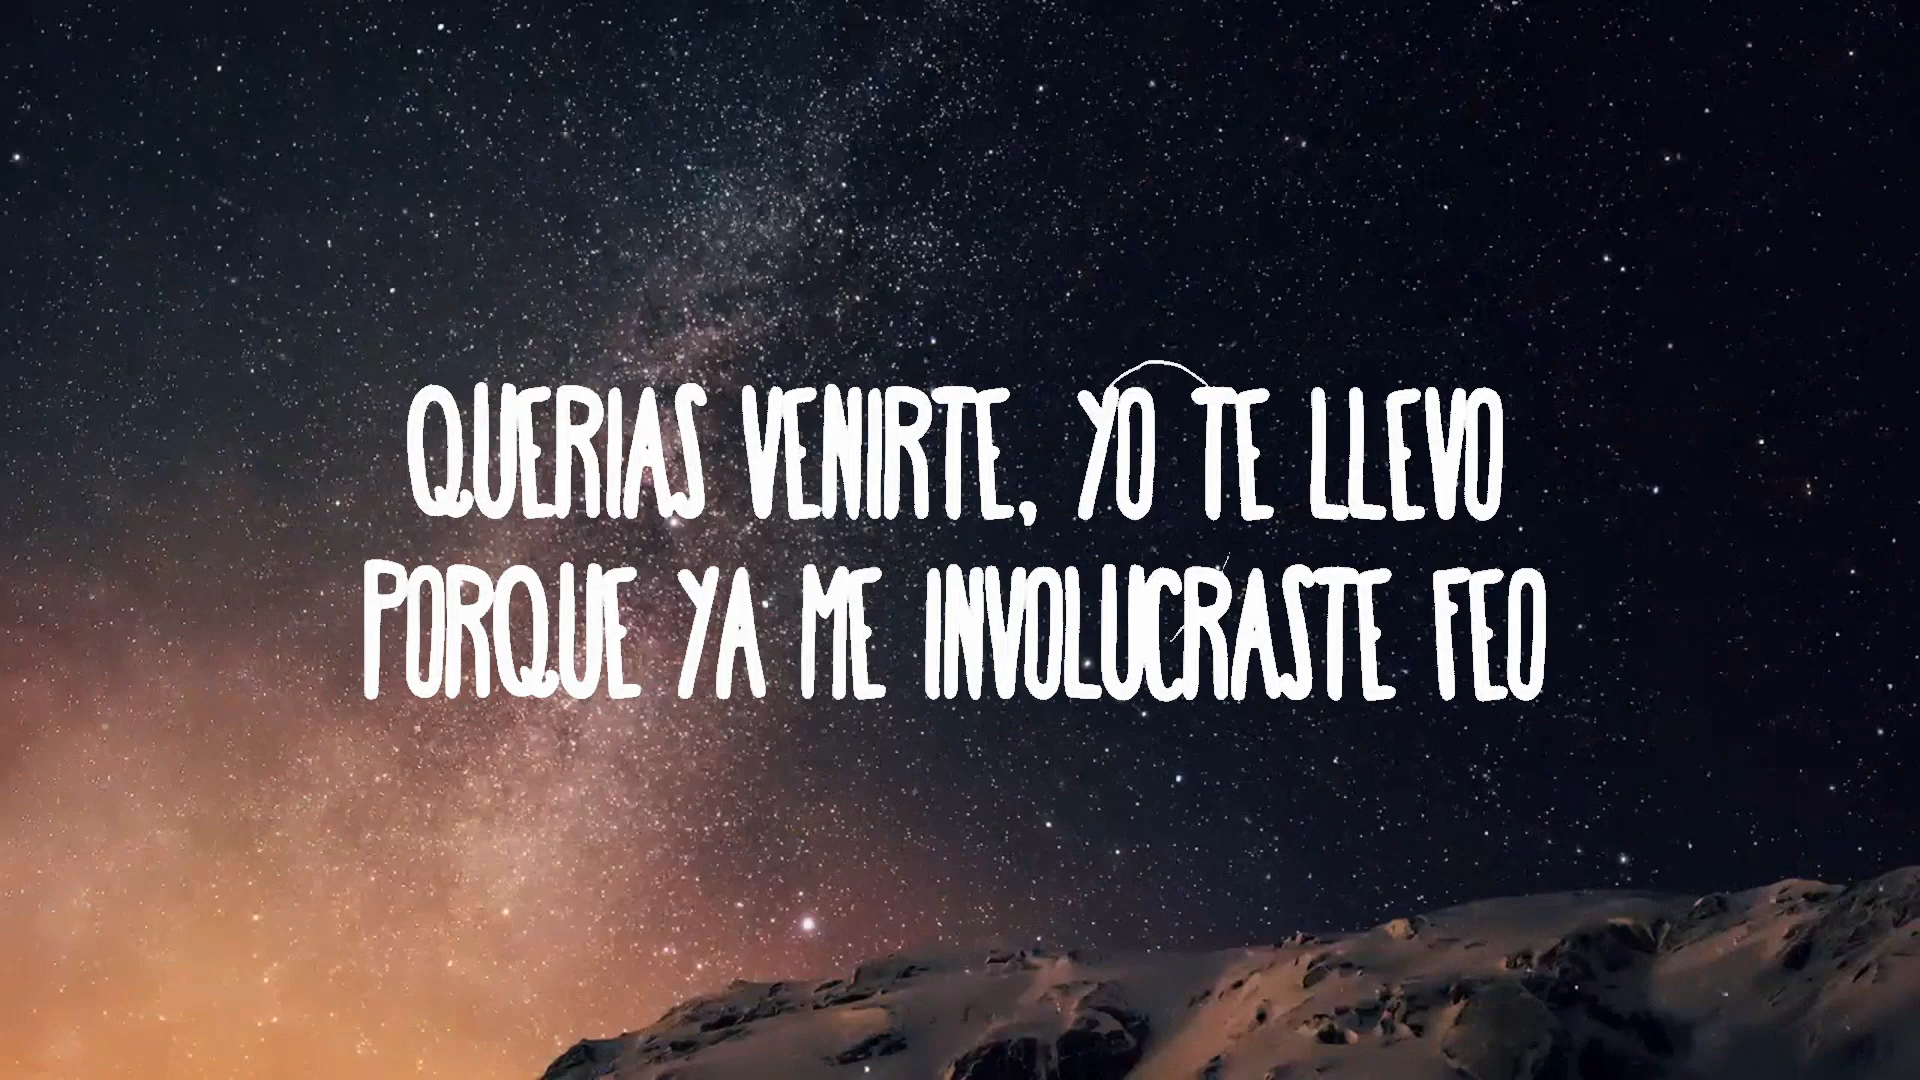 QUERIAS VENIRTE, YO TE LLEVO
PORQUE YA ME INVOLUCRASTE FEO